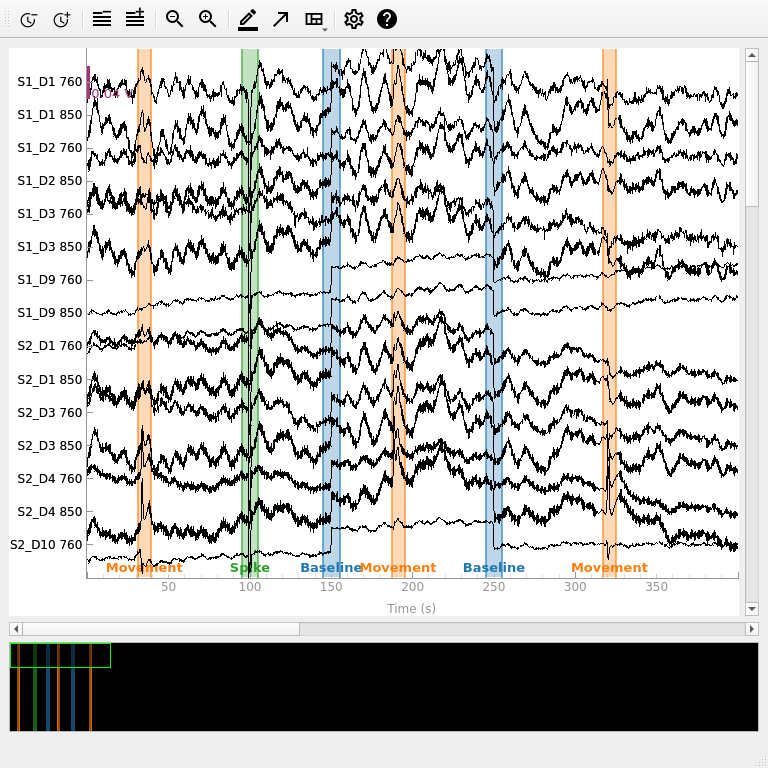 S1_D1 760
S1_D1 850
S1_D2 760
S1_D2 850
S1_D3 760
S1_D3 850
S1_D9 760
S1_D9 850
S2_D1 760
S2_D1 850
S2_D3 760
S2_D3 850
S2_D4 760
S2_D4 850
S2_D10 760
Movement Spike Baseline Movement Baseline Movement
50 100 150 200 250 300 350
Time (s)